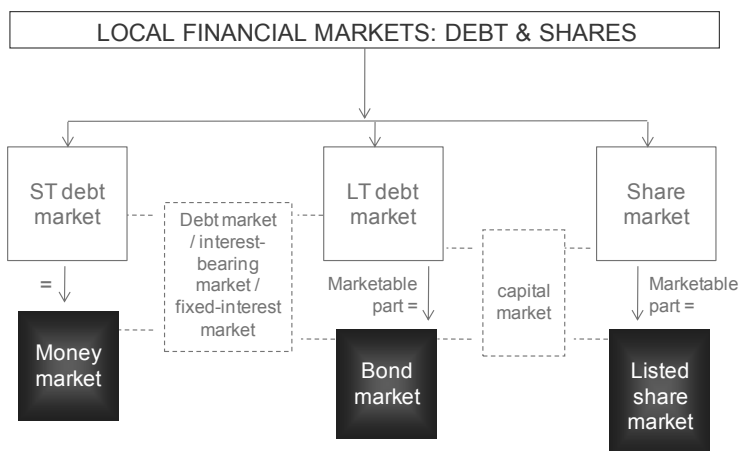 LOCAL FINANCIAL MARKETS: DEBT & SHARES
ST debt
market
LT debt
market
Share
market
Debt market
/ interest-
bearing
market /
fixed-interest
market
capital
market
=
Marketable
part =
Marketable
part =
Money
market
Bond
market
Listed
share
market